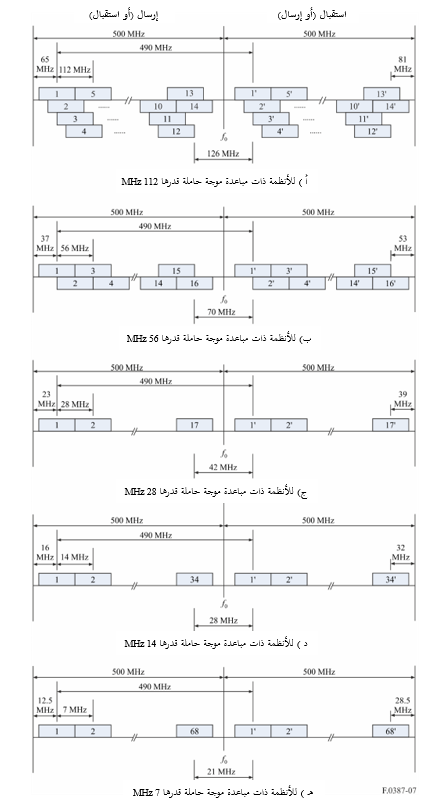 إرسال (أو استقبال) استقبال (أو إرسال)
500 MHz 500 MHz
490 MHz
65 MHz 112 MHz 81 MHz
1 5 13 1' 5' 13'
2 ...... 10 14 2' ...... 10' 14'
3 ...... 11 3' ...... 11'
4 ...... 12 4' ...... 12'
f0
126 MHz
أ ) للأنظمة ذات مباعدة موجة حاملة قدرها 112 MHz
500 MHz 500 MHz
490 MHz
37 MHz 56 MHz 53 MHz
1 3 15 1' 3' 15'
2 4 14 16 2' 4' 14' 16'
f0
70 MHz
ب) للأنظمة ذات مباعدة موجة حاملة قدرها 56 MHz
500 MHz 500 MHz
490 MHz
23 MHz 28 MHz 39 MHz
1 2 17 1' 2' 17'
f0
42 MHz
ج) للأنظمة ذات مباعدة موجة حاملة قدرها 28 MHz
500 MHz 500 MHz
490 MHz
16 MHz 14 MHz 32 MHz
1 2 34 1' 2' 34'
f0
28 MHz
د ) للأنظمة ذات مباعدة موجة حاملة قدرها 14 MHz
500 MHz 500 MHz
490 MHz
12.5 MHz 7 MHz 28.5 MHz
1 2 68 1' 2' 68'
f0
21 MHz
هـ ) للأنظمة ذات مباعدة موجة حاملة قدرها 7 MHz
F.0387-07